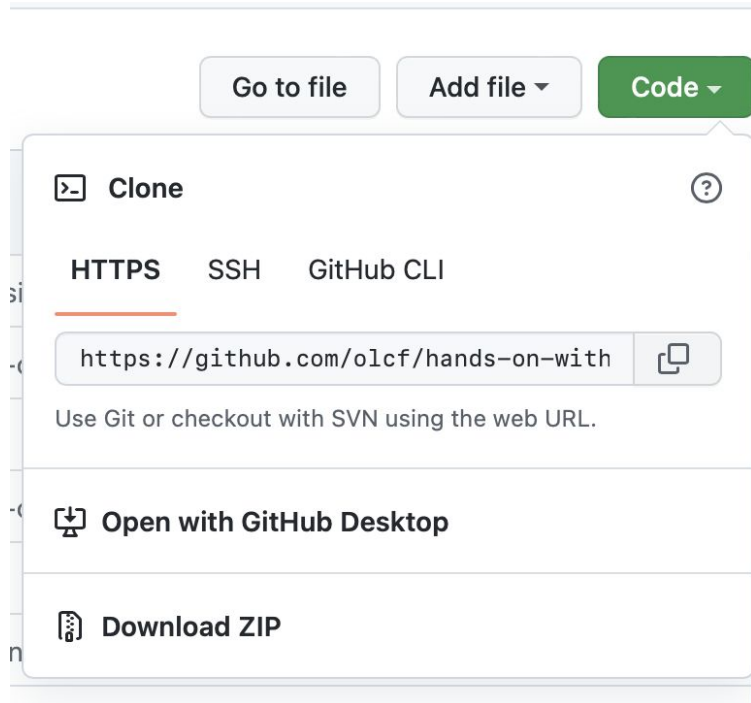 Go to file Add file Code
Clone
HTTPS SSH GitHub CLI
https://github.com/olcf/hands-on-with
Use Git or checkout with SVN using the web URL.
Open with GitHub Desktop
Download ZIP